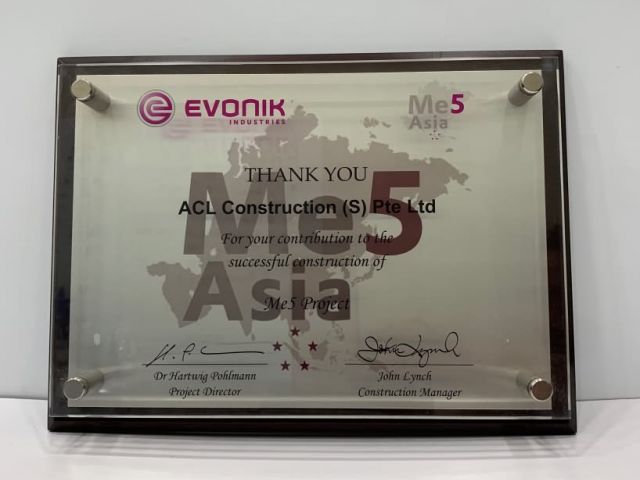 EVONIK
INDUSTRIES
Me5
Asia
THANK YOU
Me5
ACL Construction (S) Pte Ltd
For your contribution to the
successful construction of
Asia
Me5 Project
Dr Hartwig Pohlmann
Project Director
John Lynch
Construction Manager